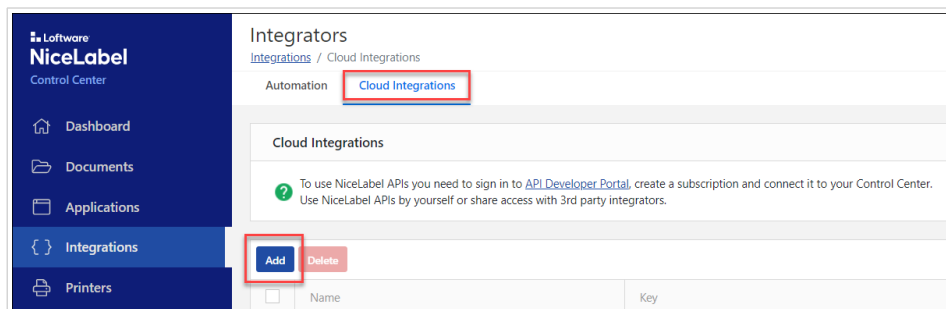 Loftware
NiceLabel
Control Center
Dashboard
Documents
Applications
{ } Integrations
Printers
Integrators
Integrations / Cloud Integrations
Automation Cloud Integrations
Cloud Integrations
To use NiceLabel APIs you need to sign in to API Developer Portal, create a subscription and connect it to your Control Center.
Use NiceLabel APIs by yourself or share access with 3rd party integrators.
Add Delete
Name Key